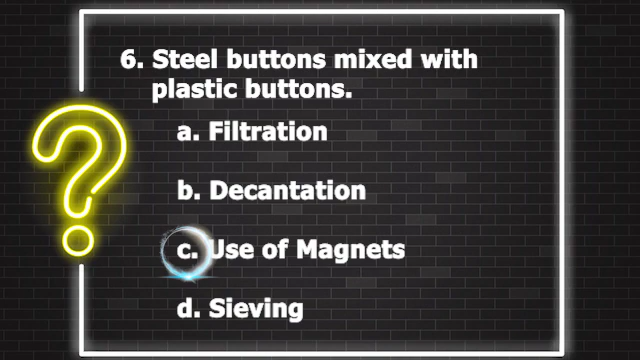 6. Steel buttons mixed with
plastic buttons.
a. Filtration
b. Decantation
c. Use of Magnets
d. Sieving